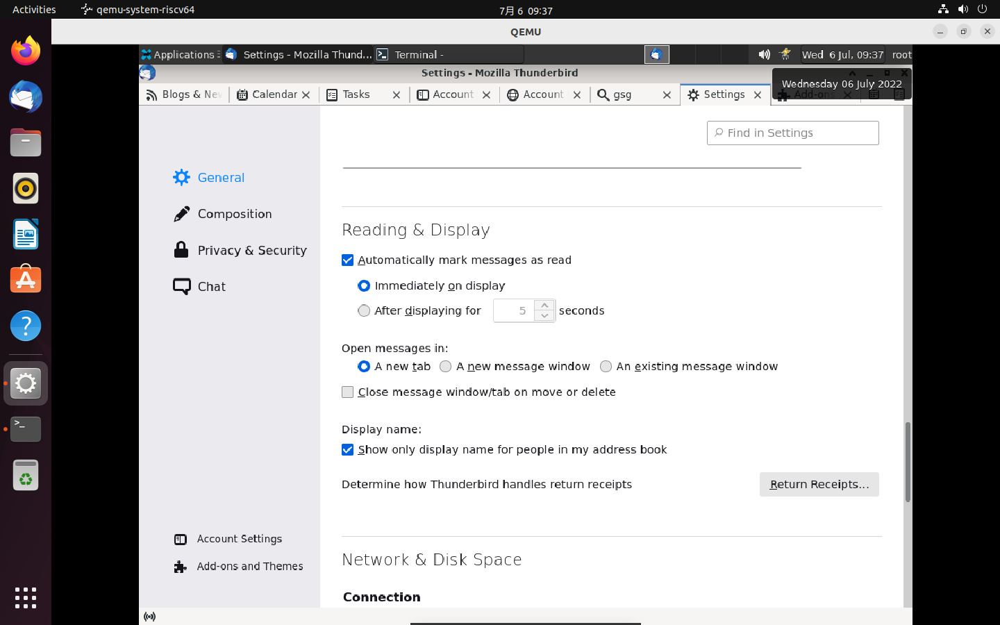 Activities
qemu-system-riscv64
7月 6 09:37
QEMU
Applications
Settings - Mozilla Thund...
Terminal -
Wed 6 Jul, 09:37
root
Settings - Mozilla Thunderbird
Wednesday 06 July 2022
Blogs & Nev
Calendar
Tasks
Account
Account
gsg
Settings
Add-ons
Find in Settings
General
Composition
Privacy & Security
Chat
Reading & Display
Automatically mark messages as read
Immediately on display
After displaying for 5 seconds
Open messages in:
A new tab
A new message window
An existing message window
Close message window/tab on move or delete
Display name:
Show only display name for people in my address book
Determine how Thunderbird handles return receipts
Return Receipts...
Account Settings
Add-ons and Themes
Network & Disk Space
Connection